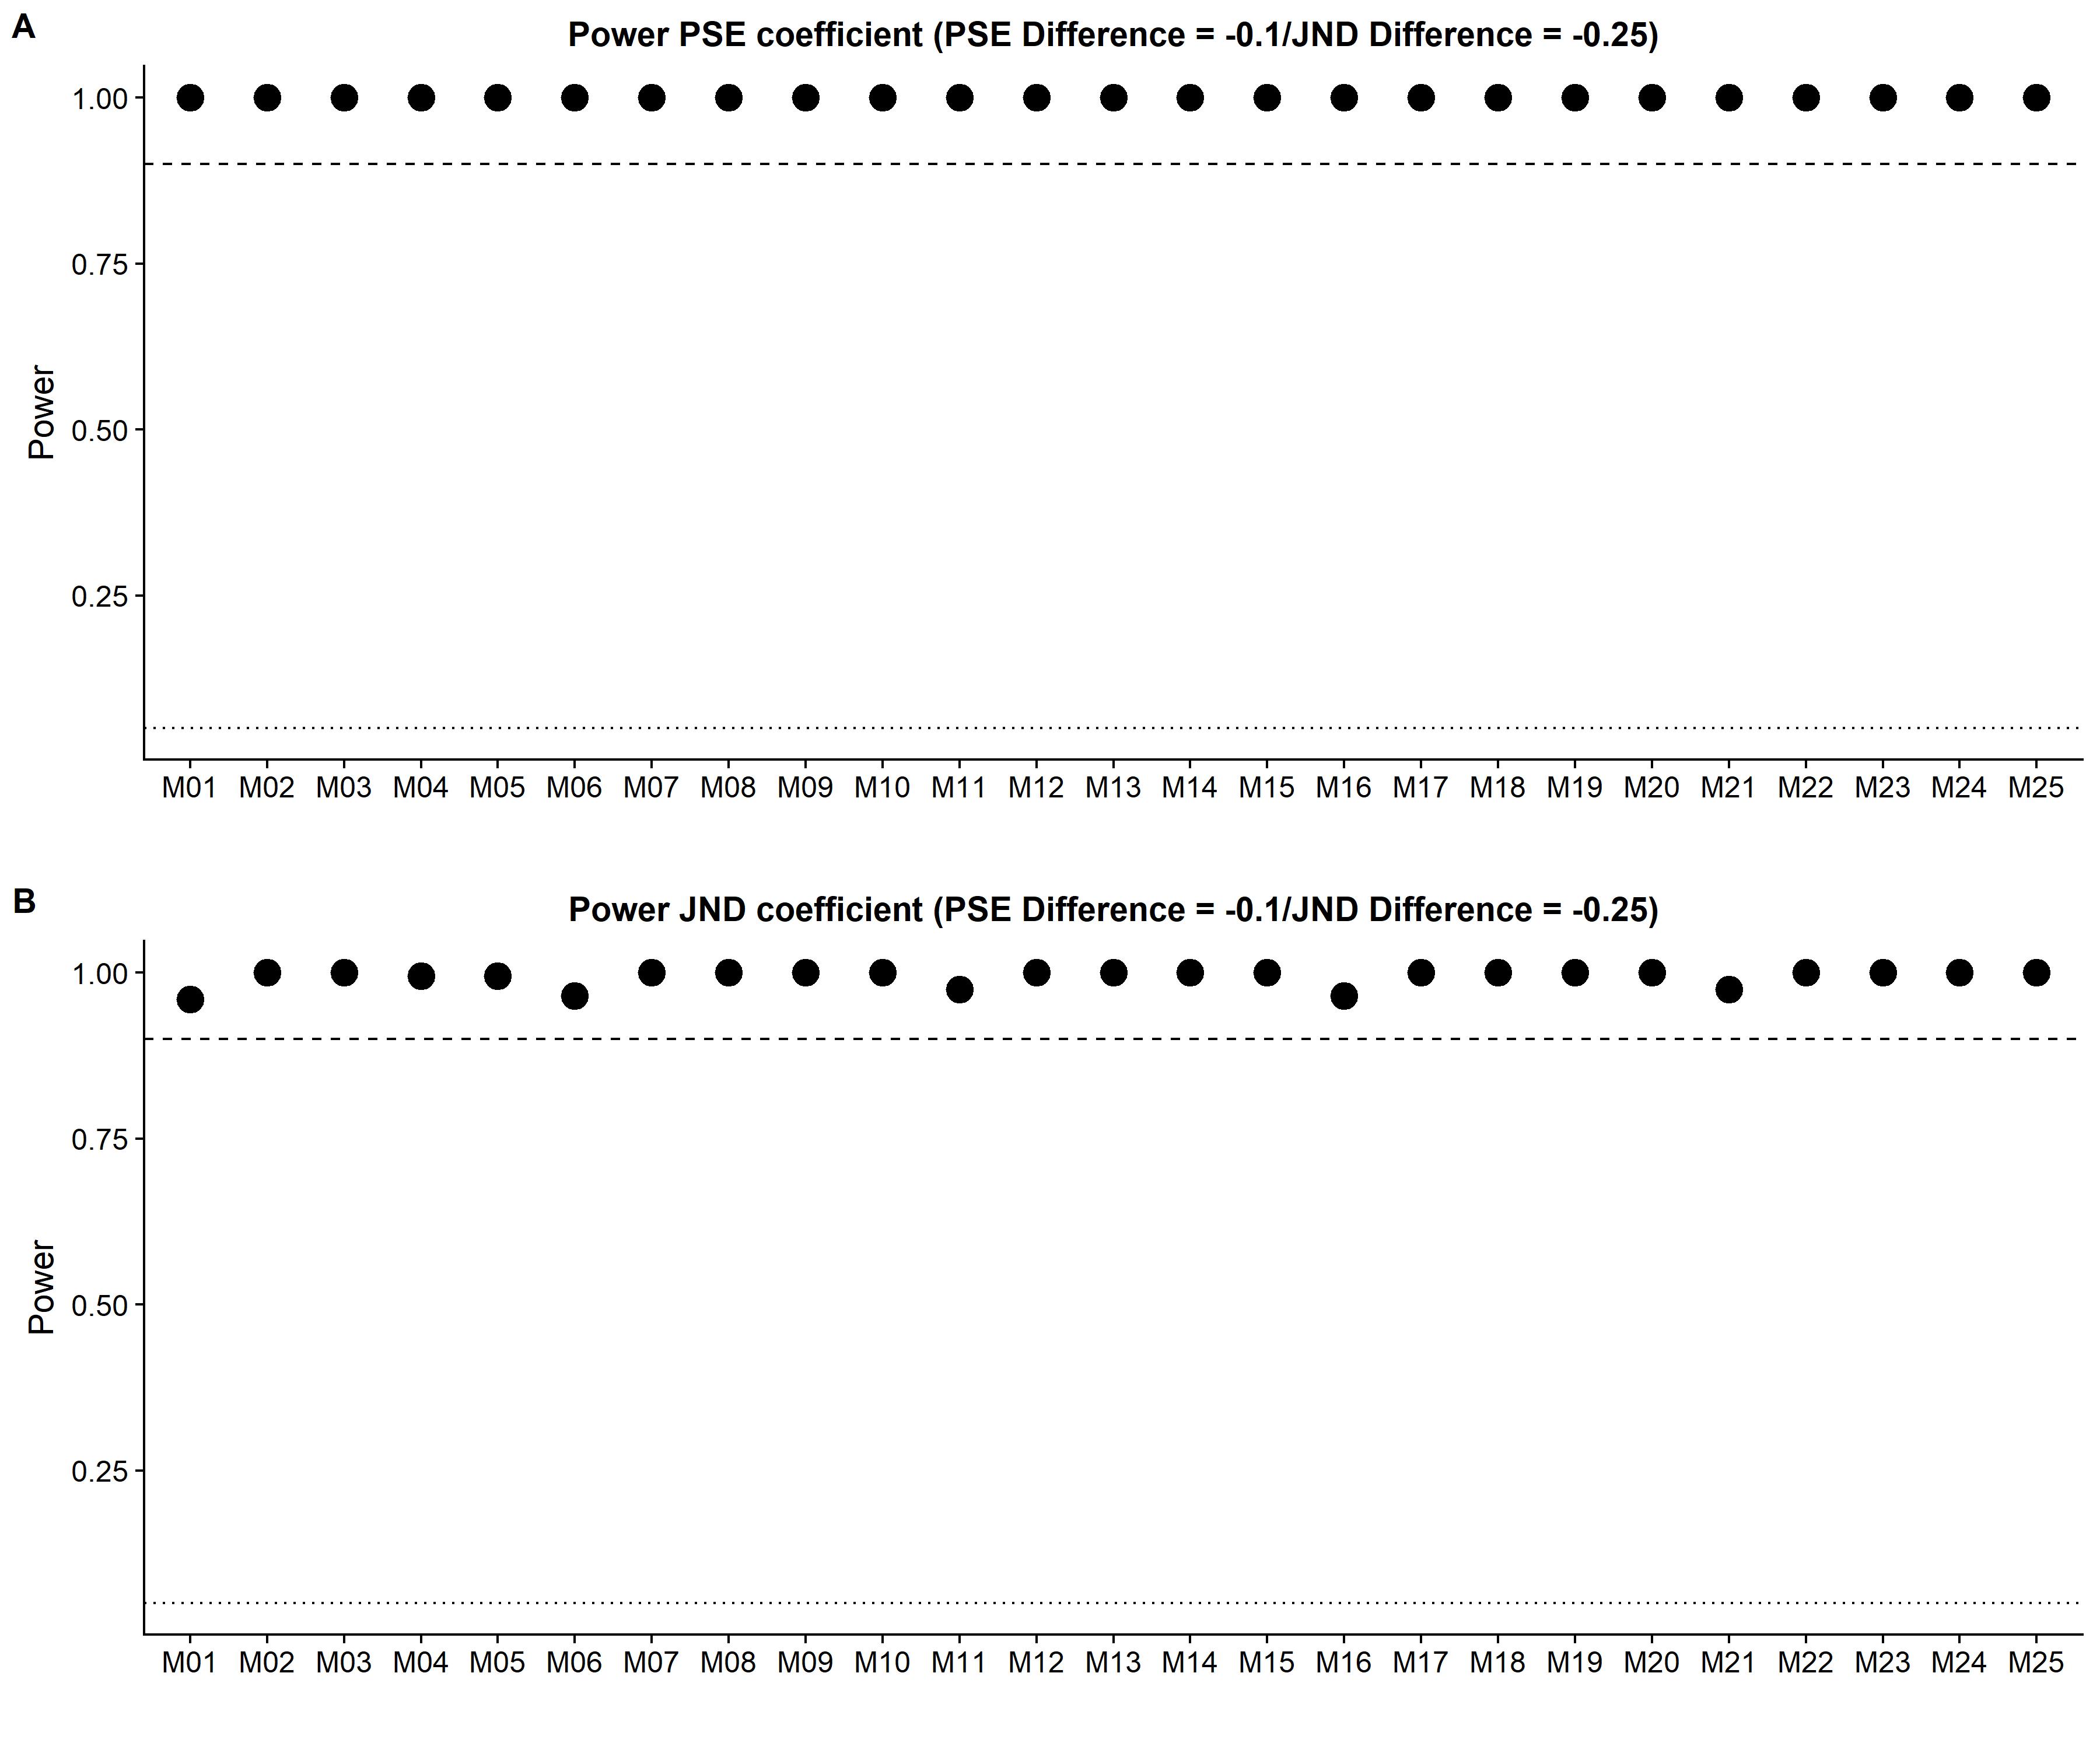 A
Power PSE coefficient (PSE Difference = -0.1/JND Difference = -0.25)
1.00
0.75
0.50
0.25
Power
M01 M02 M03 M04 M05 M06 M07 M08 M09 M10 M11 M12 M13 M14 M15 M16 M17 M18 M19 M20 M21 M22 M23 M24 M25
B
Power JND coefficient (PSE Difference = -0.1/JND Difference = -0.25)
1.00
0.75
0.50
0.25
Power
M01 M02 M03 M04 M05 M06 M07 M08 M09 M10 M11 M12 M13 M14 M15 M16 M17 M18 M19 M20 M21 M22 M23 M24 M25